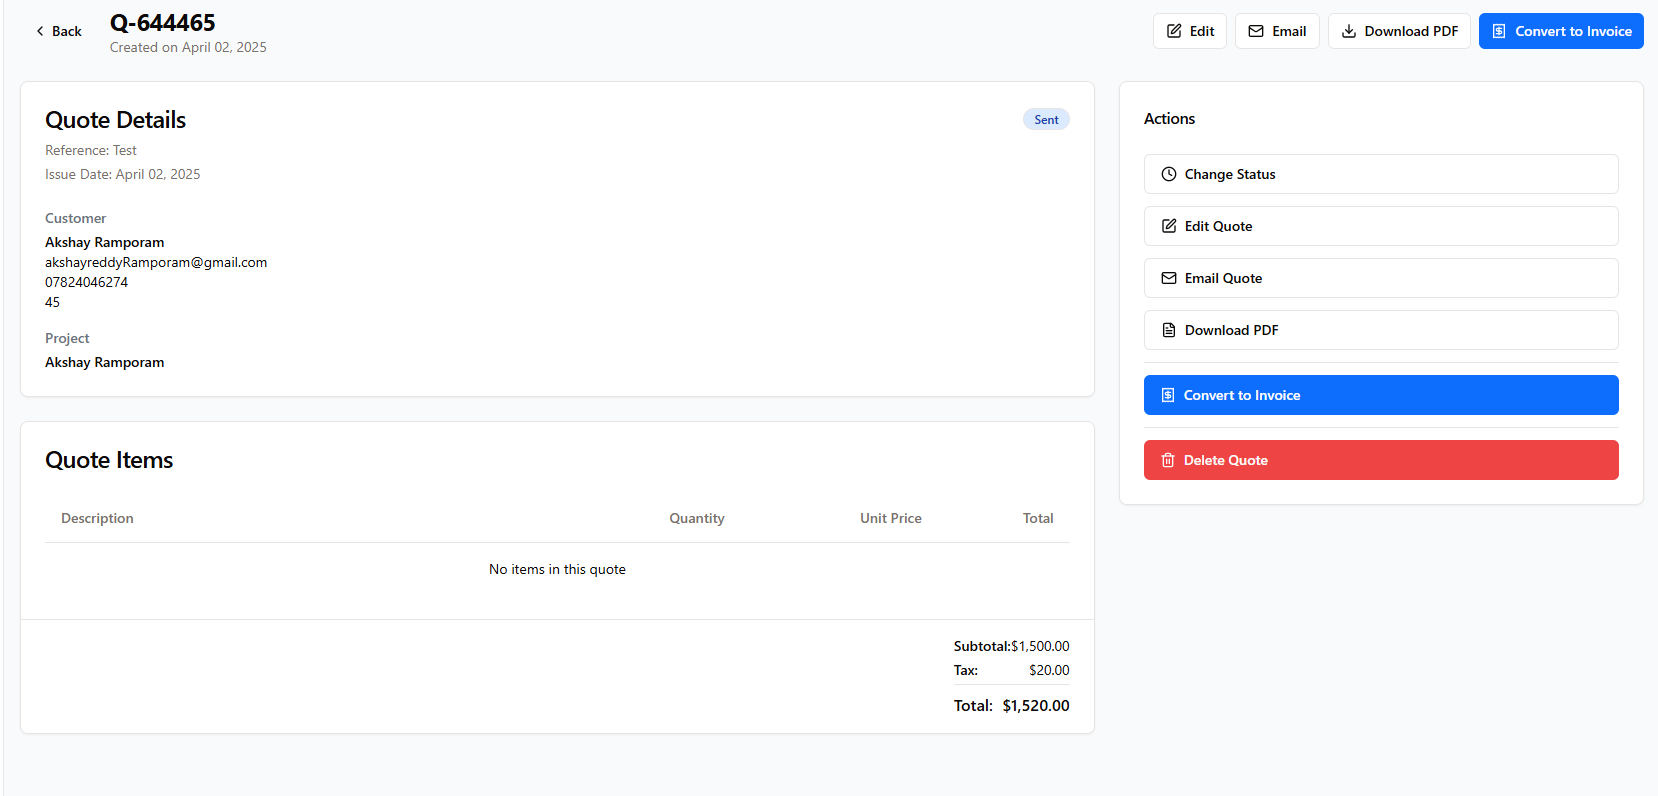 Back
Q-644465
Created on April 02, 2025
Edit
Email
Download PDF
Convert to Invoice
Quote Details
Sent
Reference: Test
Issue Date: April 02, 2025
Customer
Akshay Ramporam
akshayreddyRamporam@gmail.com
07824046274
45
Project
Akshay Ramporam
Quote Items
Description Quantity Unit Price Total
No items in this quote
Subtotal:$1,500.00
Tax: $20.00
Total: $1,520.00
Actions
Change Status
Edit Quote
Email Quote
Download PDF
Convert to Invoice
Delete Quote